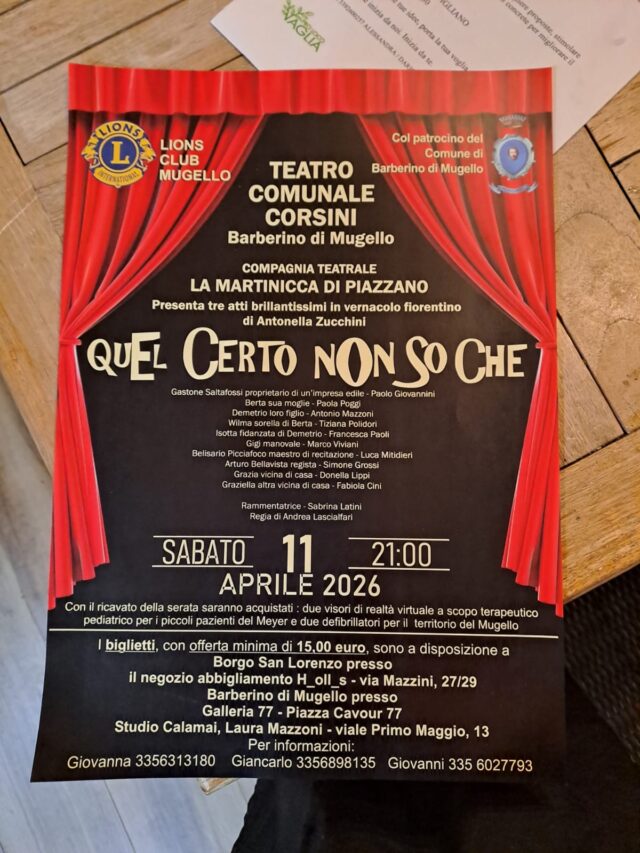 NAGLIA
LIONS
L
INTERNATIONAL
LIONS
CLUB
MUGELLO
Col patrocino del
Comune di
Barberino di Mugello
TEATRO
COMUNALE
CORSINI
Barberino di Mugello
COMPAGNIA TEATRALE
LA MARTINICCA DI PIAZZANO
Presenta tre atti brillantissimi in vernacolo fiorentino
di Antonella Zucchini
QUEL CERTO NON SO CHE
Gastone Saltafossi proprietario di un'impresa edile - Paolo Giovannini
Berta sua moglie - Paola Poggi
Demetrio loro figlio - Antonio Mazzoni
Wilma sorella di Berta - Tiziana Polidori
Isotta fidanzata di Demetrio - Francesca Paoli
Gigi manovale - Marco Viviani
Belisario Picciafoco maestro di recitazione - Luca Mitidieri
Arturo Bellavista regista - Simone Grossi
Grazia vicina di casa - Donella Lippi
Graziella altra vicina di casa - Fabiola Cini
Rammentatrice - Sabrina Latini
Regia di Andrea Lascialfari
SABATO 11 21:00
APRILE 2026
Con il ricavato della serata saranno acquistati : due visori di realtà virtuale a scopo terapeutico
pediatrico per i piccoli pazienti del Meyer e due defibrillatori per il territorio del Mugello
I biglietti, con offerta minima di 15,00 euro, sono a disposizione a
Borgo San Lorenzo presso
il negozio abbigliamento H_oll_s - via Mazzini, 27/29
Barberino di Mugello presso
Galleria 77 - Piazza Cavour 77
Studio Calamai, Laura Mazzoni - viale Primo Maggio, 13
Per informazioni:
Giovanna 3356313180 Giancarlo 3356898135 Giovanni 335 6027793